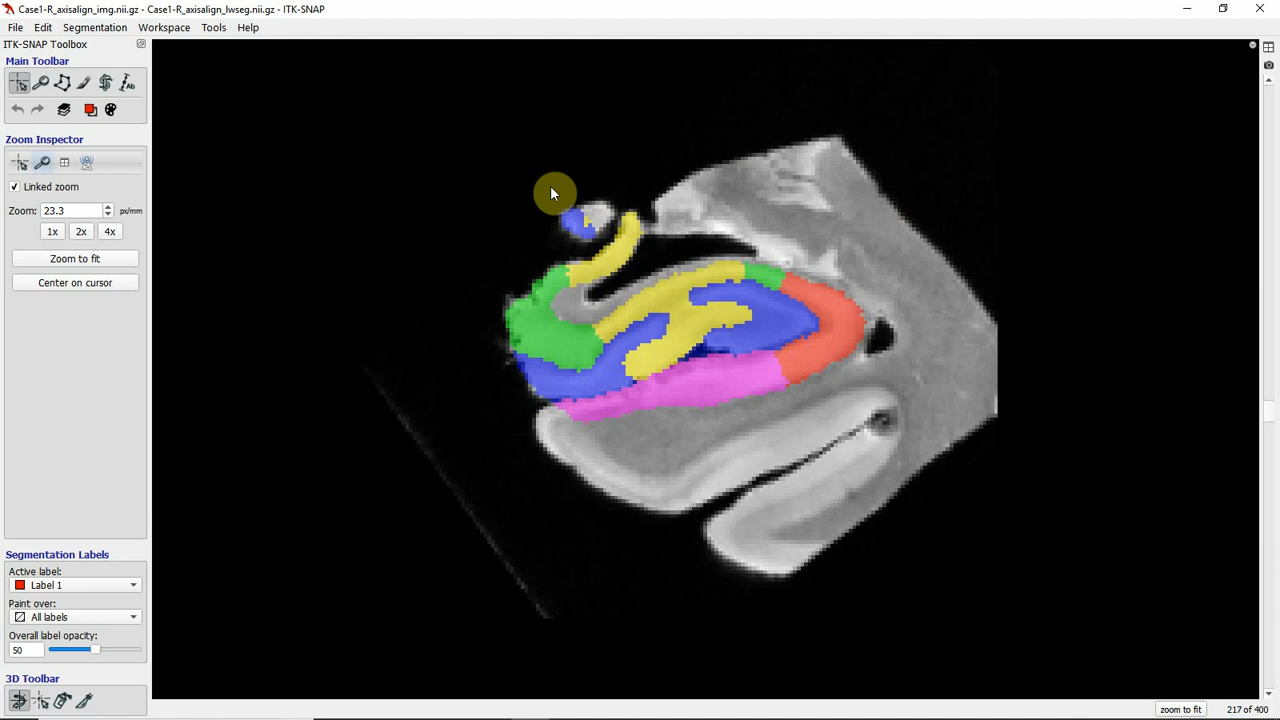 Case1-R_axisalign_img.nii.gz - Case1-R_axisalign_lwseg.nii.gz - ITK-SNAP
File Edit Segmentation Workspace Tools Help
ITK-SNAP Toolbox
Main Toolbar
Ab
Zoom Inspector
Linked zoom
Zoom: 23.3 px/mm
1x 2x 4x
Zoom to fit
Center on cursor
Segmentation Labels
Active label:
Label 1
Paint over:
All labels
Overall label opacity:
50
3D Toolbar
zoom to fit 217 of 400